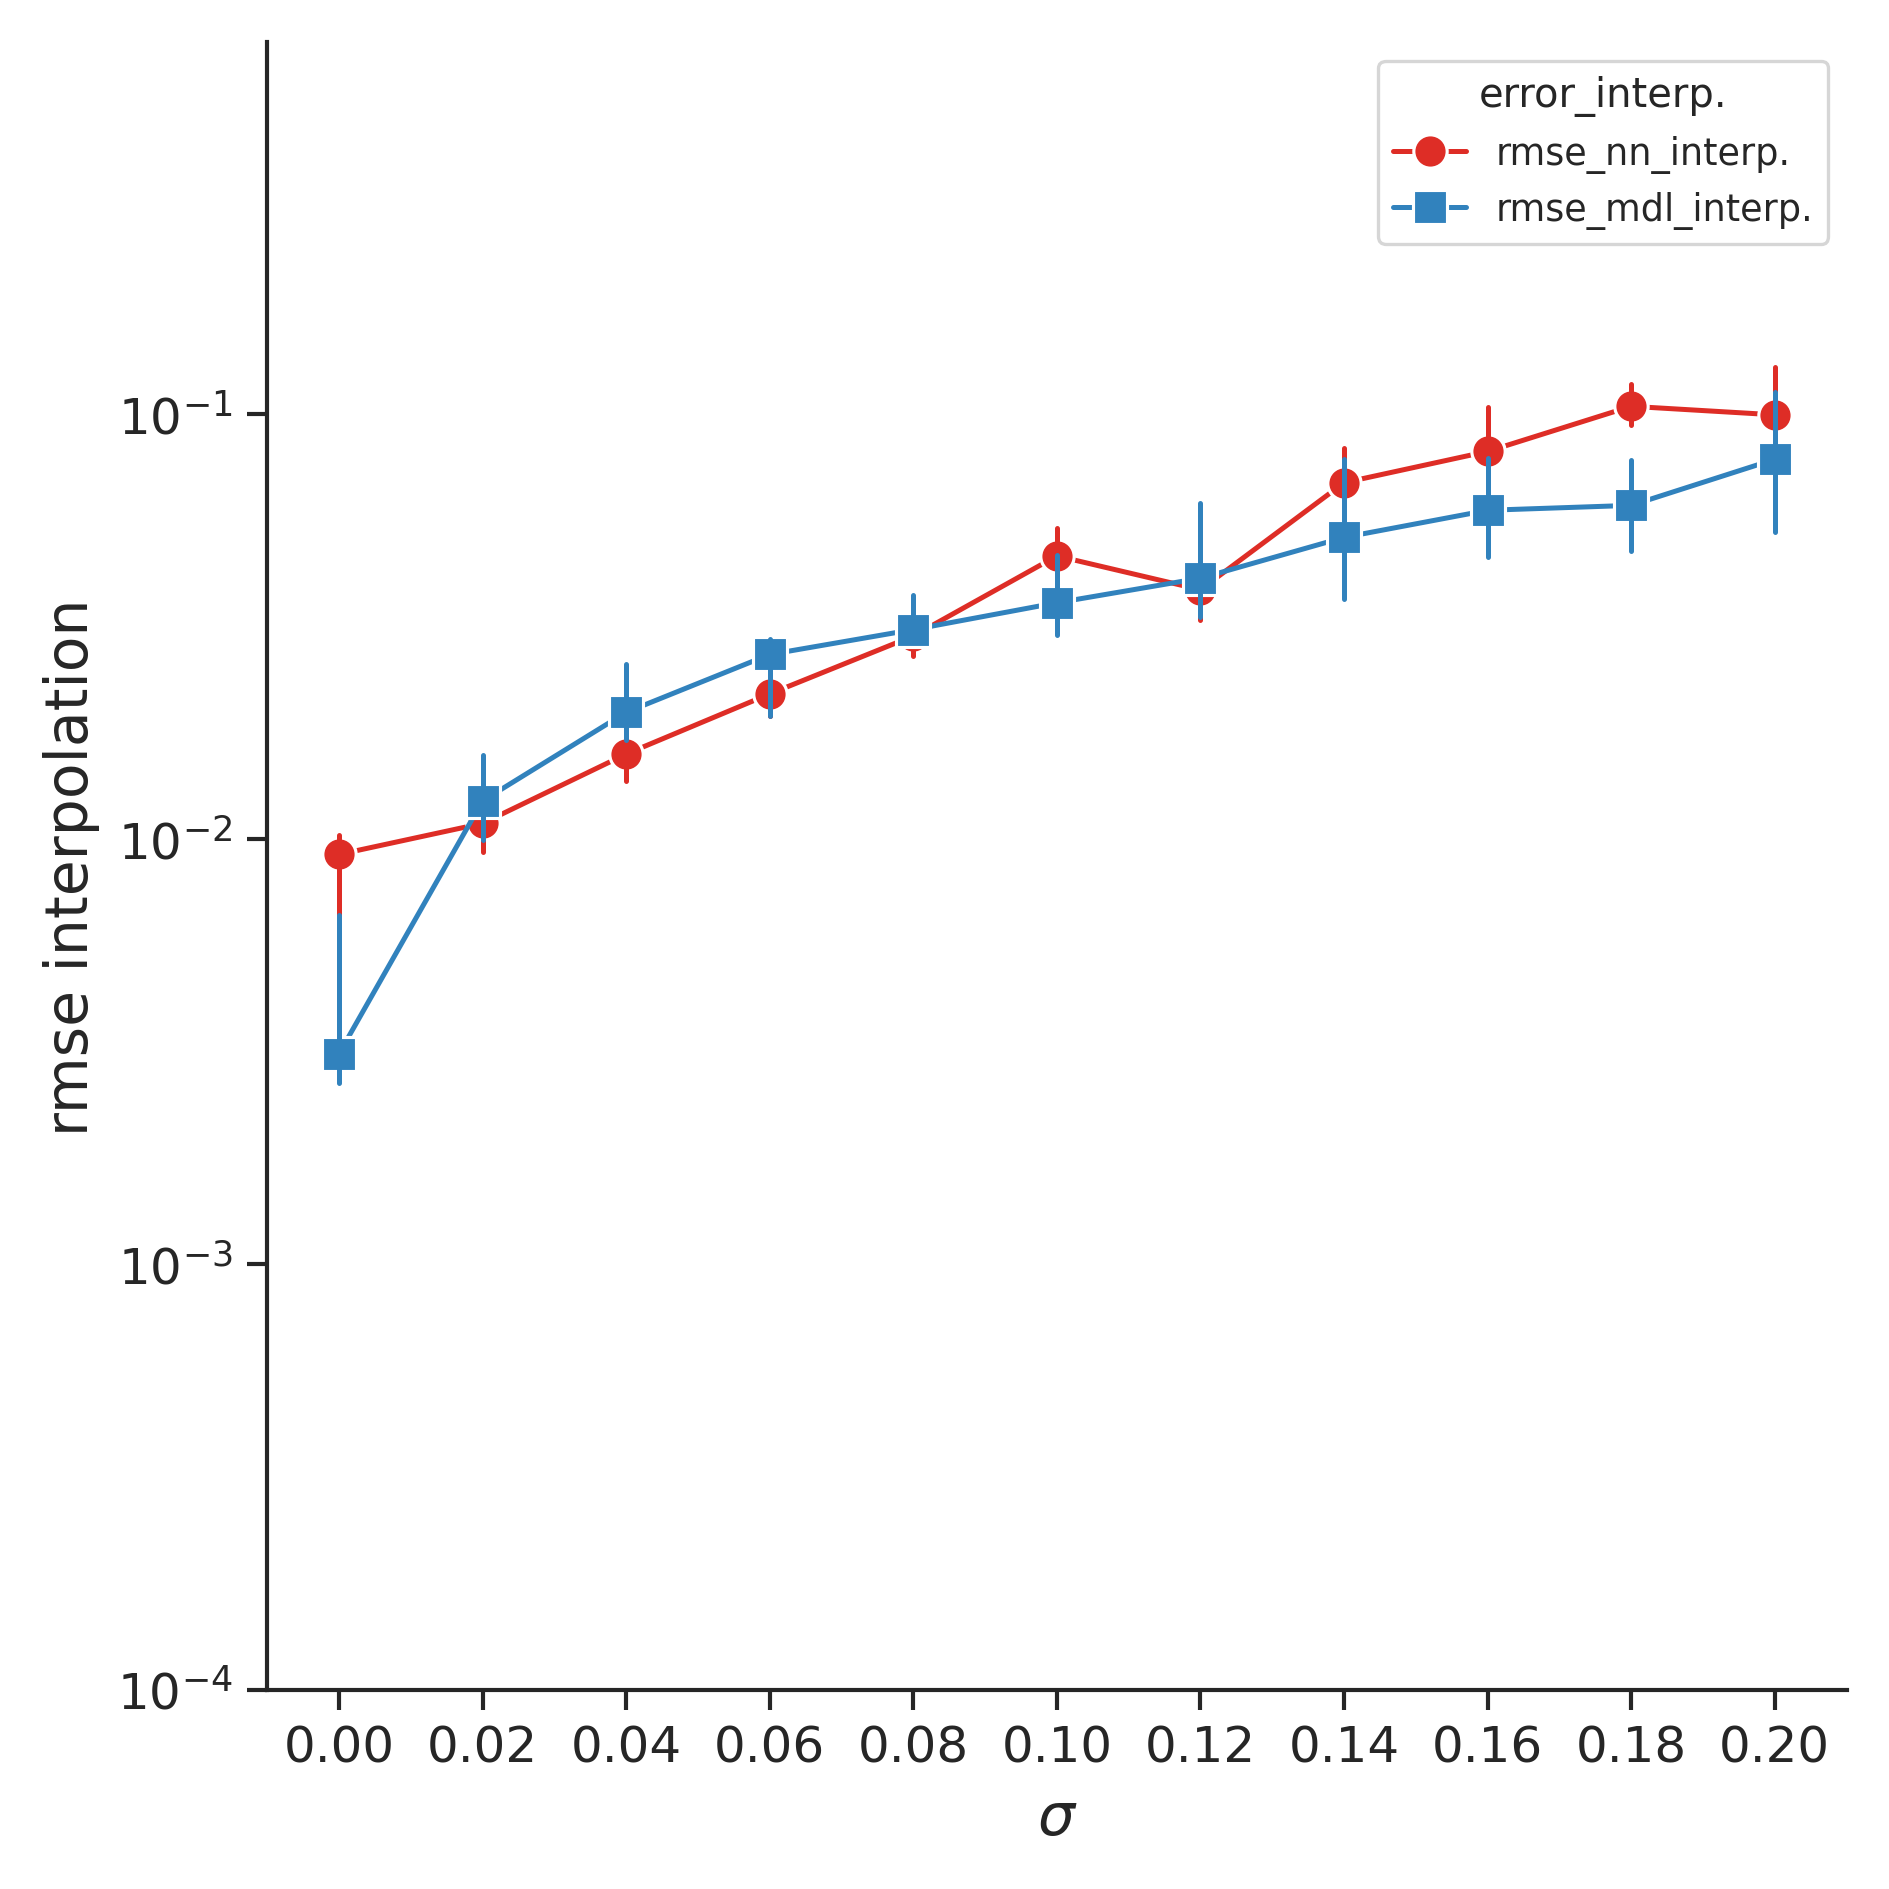 error_interp.
rmse_nn_interp.
rmse_mdl_interp.
rmse interpolation
10⁻¹
10⁻²
10⁻³
10⁻⁴
0.00 0.02 0.04 0.06 0.08 0.10 0.12 0.14 0.16 0.18 0.20
σ